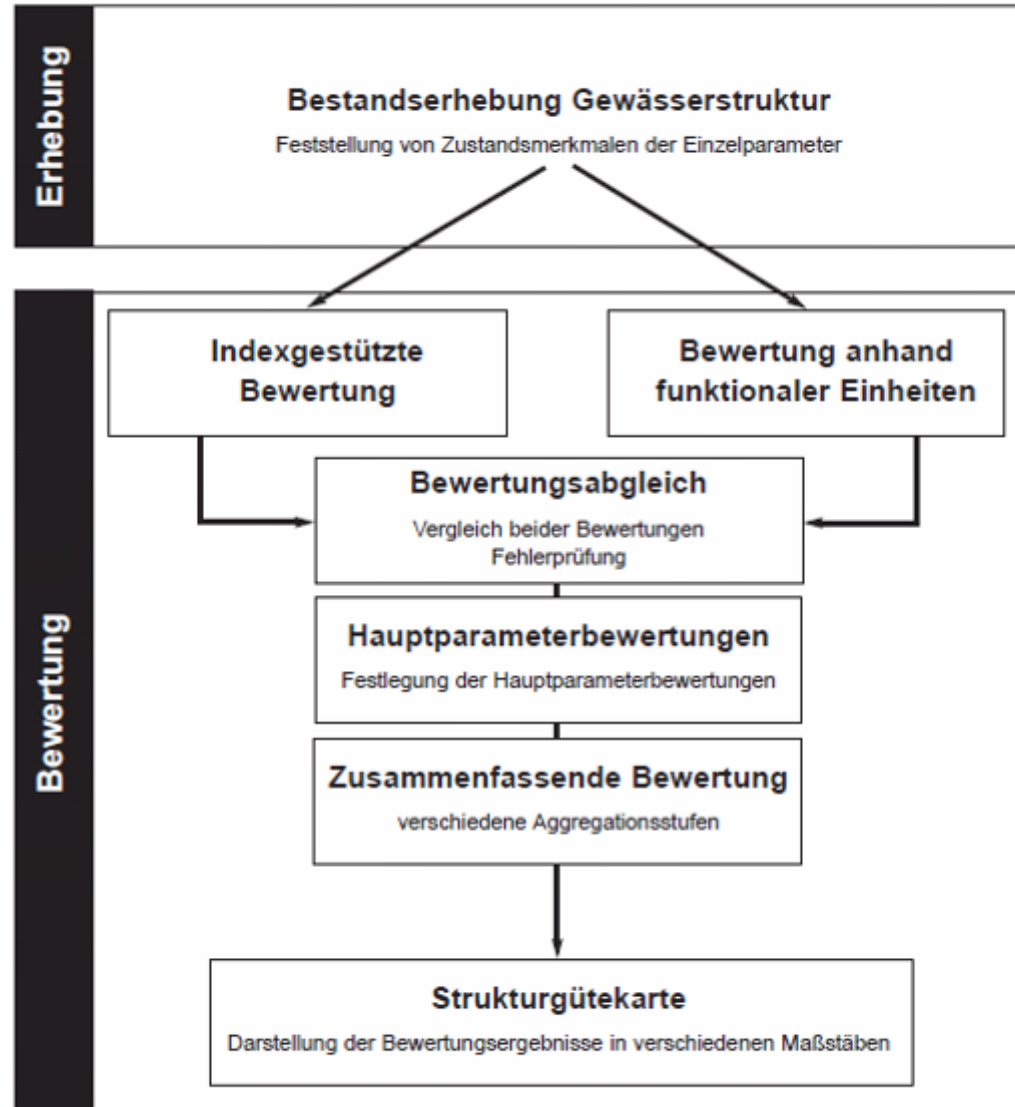 Erhebung
Bestandserhebung Gewässerstruktur
Feststellung von Zustandsmerkmalen der Einzelparameter
Bewertung
Indexgestützte
Bewertung
Bewertung anhand
funktionaler Einheiten
Bewertungsabgleich
Vergleich beider Bewertungen
Fehlerprüfung
Hauptparameterbewertungen
Festlegung der Hauptparameterbewertungen
Zusammenfassende Bewertung
verschiedene Aggregationsstufen
Strukturgütekarte
Darstellung der Bewertungsergebnisse in verschiedenen Maßstäben